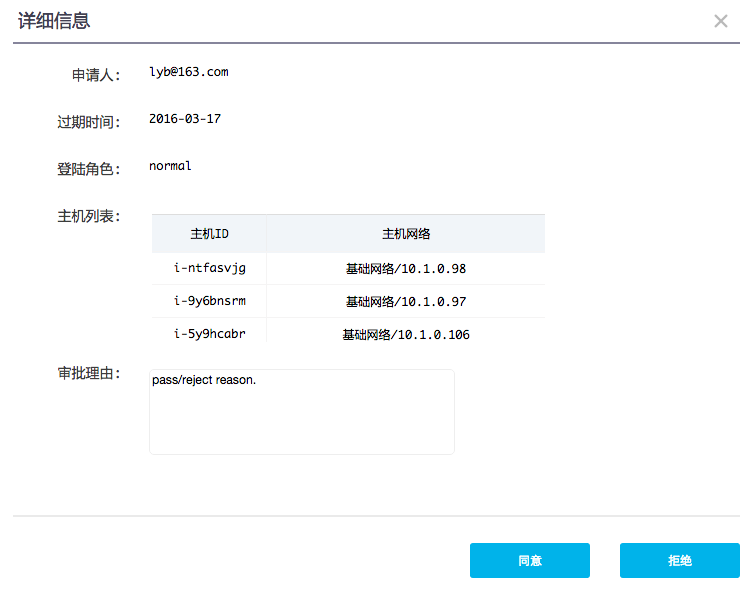 详细信息
申请人： lyb@163.com
过期时间： 2016-03-17
登陆角色： normal
主机列表：
主机ID 主机网络
i-ntfasvjg 基础网络/10.1.0.98
i-9y6bnsrm 基础网络/10.1.0.97
i-5y9hcabr 基础网络/10.1.0.106
审批理由： pass/reject reason.
同意 拒绝